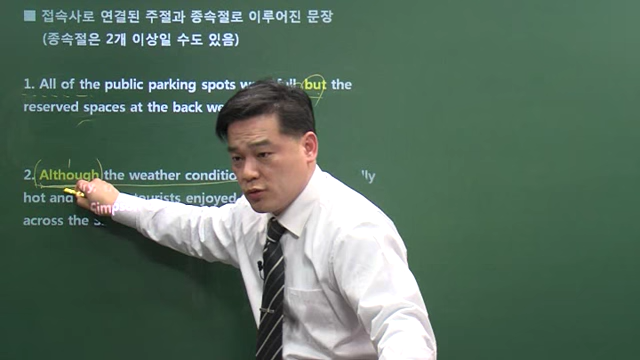 ■ 접속사로 연결된 주절과 종속절로 이루어진 문장
(종속절은 2개 이상일 수도 있음)
1. All of the public parking spots but the
reserved spaces at the back
2. Although the weather
hot and tourists enjoyed
across the